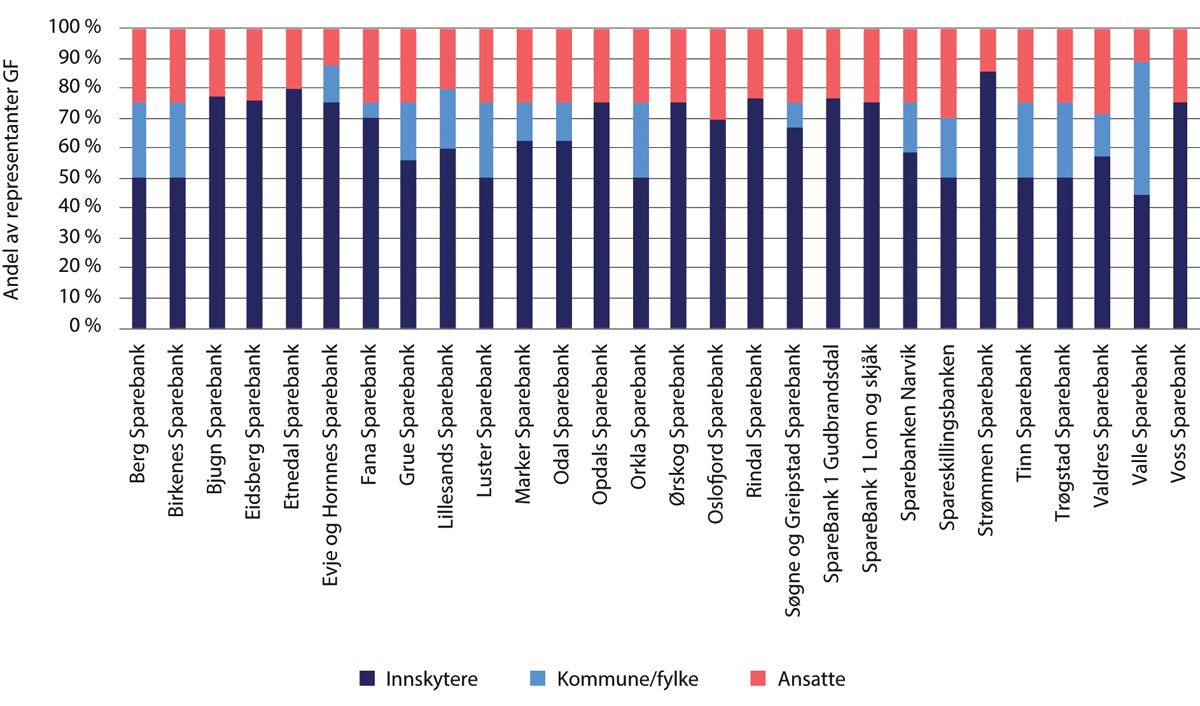 Andel av representanter GF
100 %
90 %
80 %
70 %
60 %
50 %
40 %
30 %
20 %
10 %
0 %
Berg Sparebank
Birkenes Sparebank
Bjugn Sparebank
Eidsberg Sparebank
Etnedal Sparebank
Evje og Hornnes Sparebank
Fana Sparebank
Grue Sparebank
Lillesands Sparebank
Luster Sparebank
Marker Sparebank
Odal Sparebank
Opdals Sparebank
Orkla Sparebank
Ørskog Sparebank
Oslofjord Sparebank
Rindal Sparebank
Søgne og Greipstad Sparebank
SpareBank 1 Gudbrandsdal
SpareBank 1 Lom og skjåk
Sparebanken Narvik
Spareskillingsbanken
Strømmen Sparebank
Tinn Sparebank
Trøgstad Sparebank
Valdres Sparebank
Valle Sparebank
Voss Sparebank
Innskytere
Kommune/fylke
Ansatte